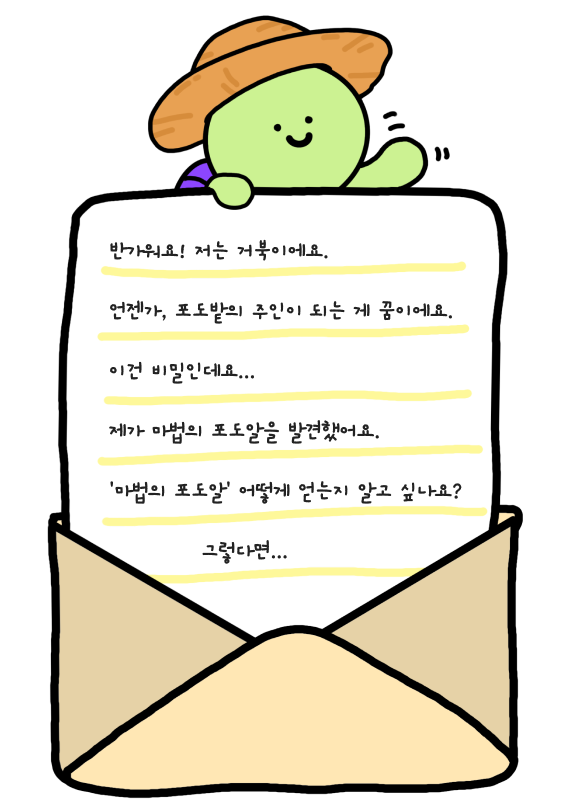 반가워요! 저는 거북이에요.
언젠가, 포도밭의 주인이 되는 게 꿈이에요.
이건 비밀인데요...
제가 마법의 포도알을 발견했어요.
'마법의 포도알' 어떻게 얻는지 알고 싶나요?
그렇다면...